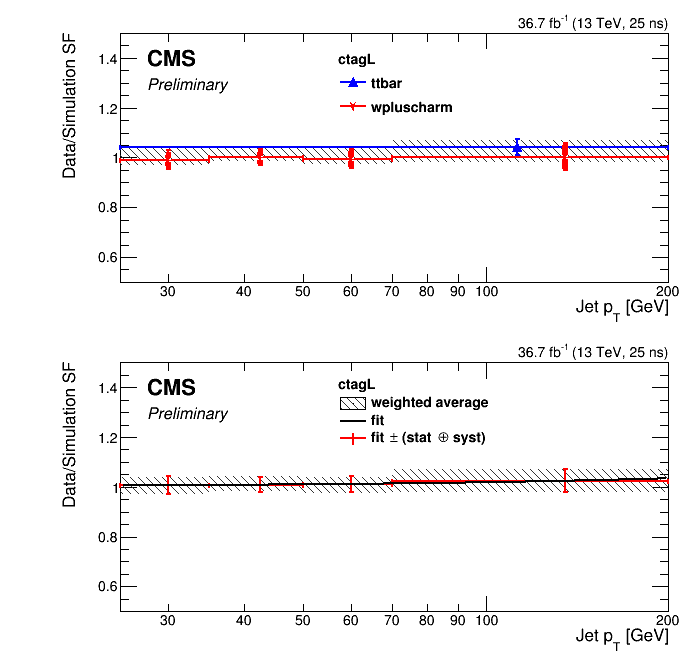 36.7 fb⁻¹ (13 TeV, 25 ns)
Data/Simulation SF
CMS
Preliminary
ctagL
ttbar
wpluscharm
1.4
1.2
1
0.8
0.6
30 40 50 60 70 80 90 100 200
Jet p_T [GeV]
36.7 fb⁻¹ (13 TeV, 25 ns)
Data/Simulation SF
CMS
Preliminary
ctagL
weighted average
fit
fit ± (stat ⊕ syst)
1.4
1.2
1
0.8
0.6
30 40 50 60 70 80 90 100 200
Jet p_T [GeV]